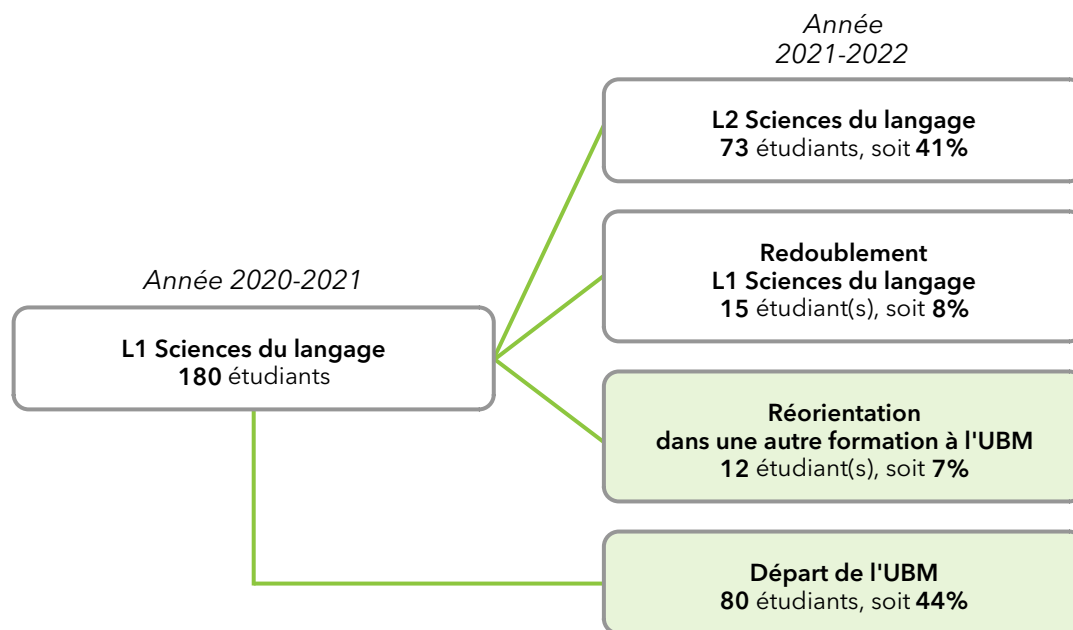 Année
2021-2022
L2 Sciences du langage
73 étudiants, soit 41%
Redoublement
L1 Sciences du langage
15 étudiant(s), soit 8%
Année 2020-2021
L1 Sciences du langage
180 étudiants
Réorientation
dans une autre formation à l'UBM
12 étudiant(s), soit 7%
Départ de l'UBM
80 étudiants, soit 44%